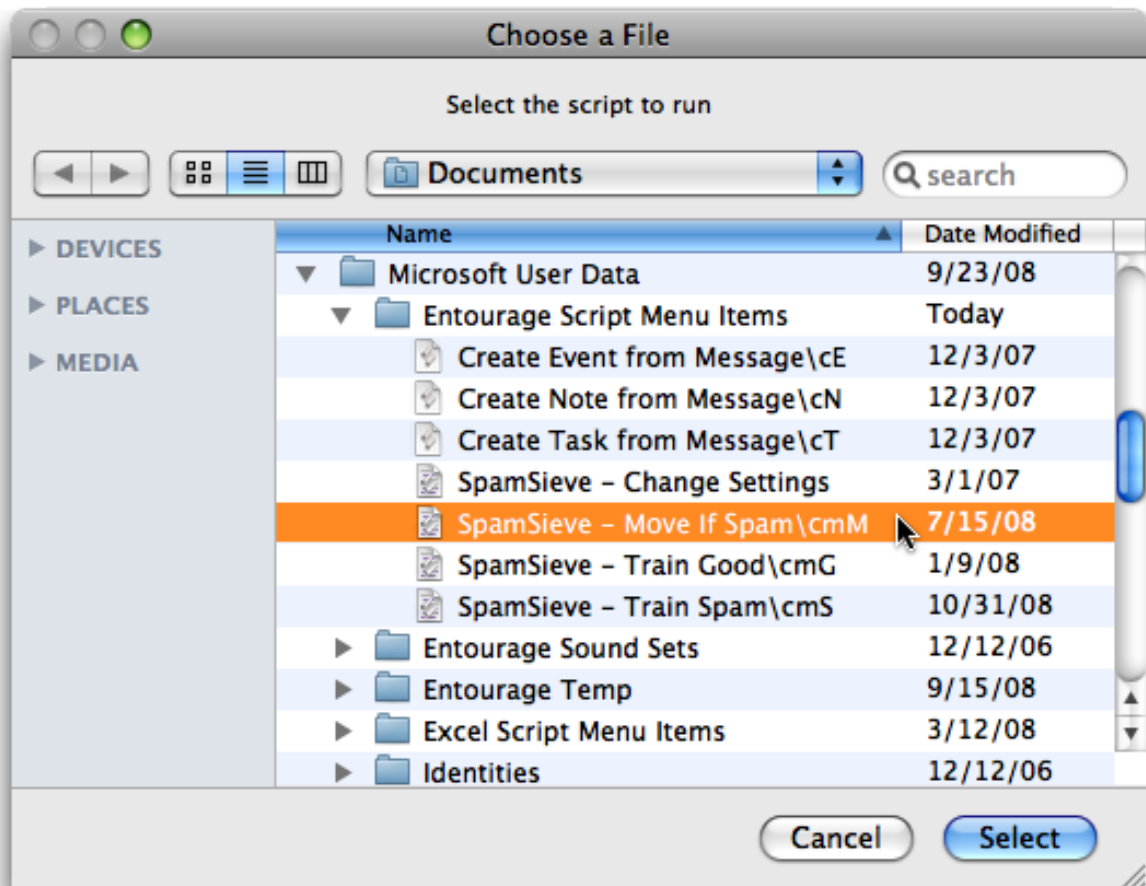 Choose a File
Select the script to run
Documents
search
DEVICES
PLACES
MEDIA
Name Date Modified
Microsoft User Data 9/23/08
Entourage Script Menu Items Today
Create Event from Message\cE 12/3/07
Create Note from Message\cN 12/3/07
Create Task from Message\cT 12/3/07
SpamSieve – Change Settings 3/1/07
SpamSieve – Move If Spam\cmM 7/15/08
SpamSieve – Train Good\cmG 1/9/08
SpamSieve – Train Spam\cmS 10/31/08
Entourage Sound Sets 12/12/06
Entourage Temp 9/15/08
Excel Script Menu Items 3/12/08
Identities 12/12/06
Cancel Select